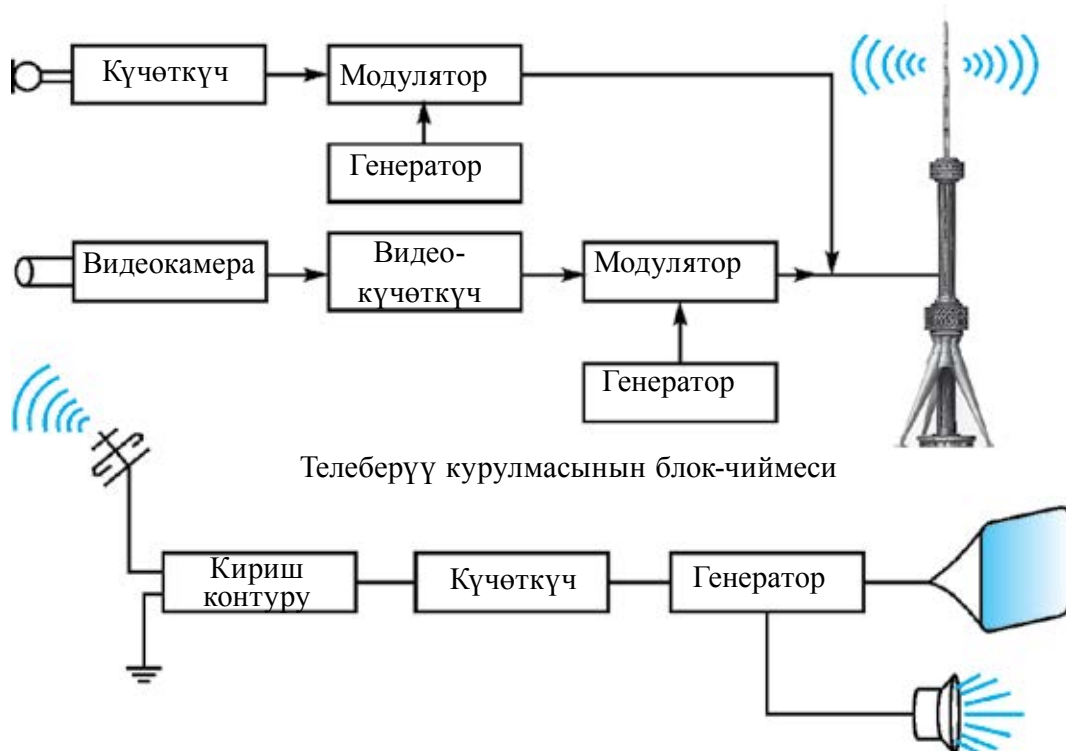 Күчөткүч
Модулятор
Генератор
Видеокамера
Видео-
күчөткүч
Модулятор
Генератор
Телеберүү курулмасынын блок-чиймеси
Кириш
контуру
Күчөткүч
Генератор